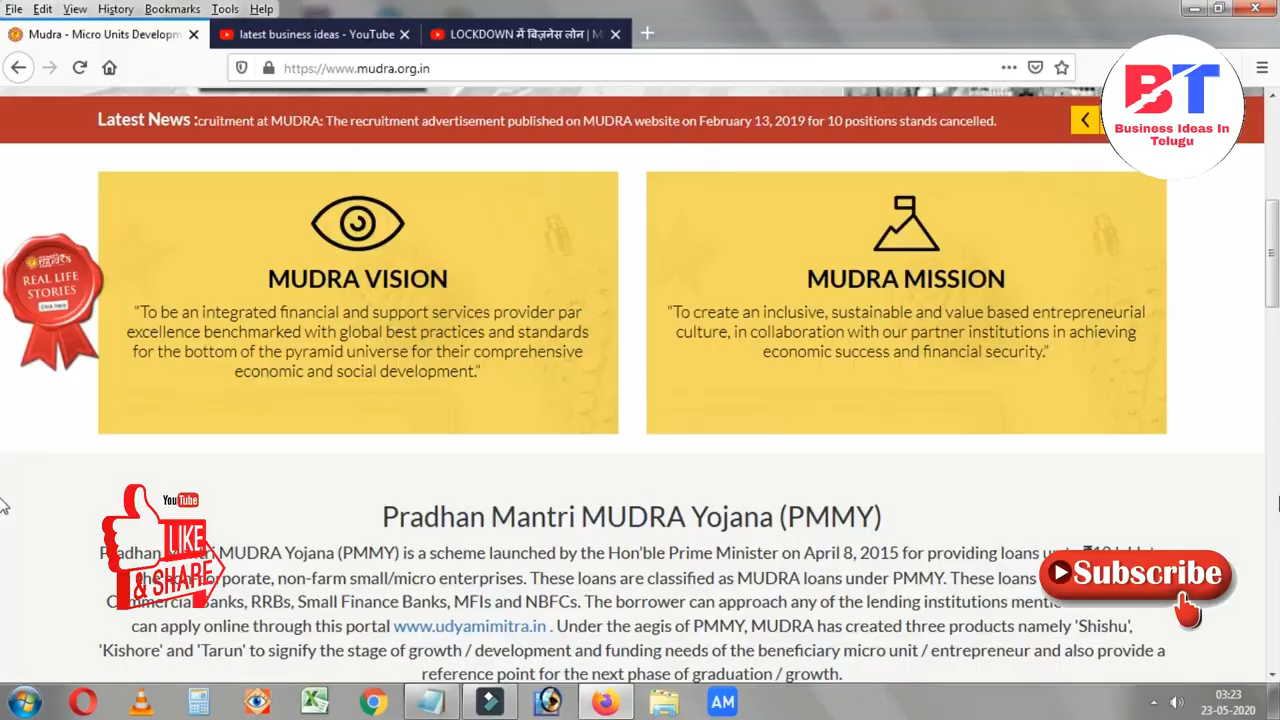 File Edit View History Bookmarks Tools Help
Mudra - Micro Units Developm
latest business ideas - YouTube
LOCKDOWN में बिज़नेस लोन |
https://www.mudra.org.in
BT
Business Ideas In
Telugu
Latest News : cruitment at MUDRA: The recruitment advertisement published on MUDRA website on February 13, 2019 for 10 positions stands cancelled.
REAL LIFE
STORIES
Click Here
MUDRA VISION
"To be an integrated financial and support services provider par
excellence benchmarked with global best practices and standards
for the bottom of the pyramid universe for their comprehensive
economic and social development."
MUDRA MISSION
"To create an inclusive, sustainable and value based entrepreneurial
culture, in collaboration with our partner institutions in achieving
economic success and financial security."
YouTube
LIKE
& SHARE
Subscribe
Pradhan Mantri MUDRA Yojana (PMMY)
Pradhan Mantri MUDRA Yojana (PMMY) is a scheme launched by the Hon'ble Prime Minister on April 8, 2015 for providing loans
corporate, non-farm small/micro enterprises. These loans are classified as MUDRA loans under PMMY. These loans
Commercial Banks, RRBs, Small Finance Banks, MFIs and NBFCs. The borrower can approach any of the lending institutions
can apply online through this portal www.udyamimitra.in . Under the aegis of PMMY, MUDRA has created three products namely 'Shishu',
'Kishore' and 'Tarun' to signify the stage of growth / development and funding needs of the beneficiary micro unit / entrepreneur and also provide a
reference point for the next phase of graduation / growth.
AM
03:23
23-05-2020